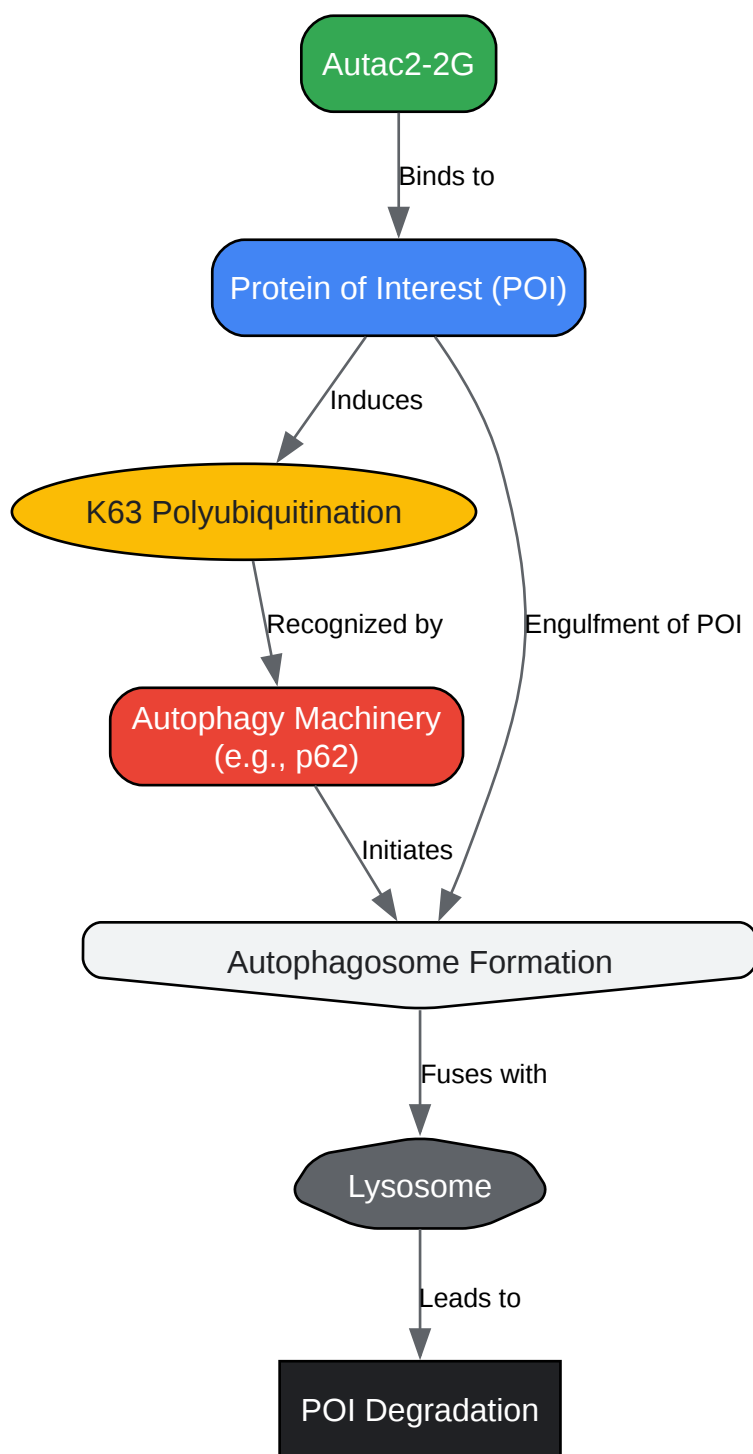 Autac2-2G
Binds to
Protein of Interest (POI)
Induces
K63 Polyubiquitination
Recognized by
Engulfment of POI
Autophagy Machinery
(e.g., p62)
Initiates
Autophagosome Formation
Fuses with
Lysosome
Leads to
POI Degradation